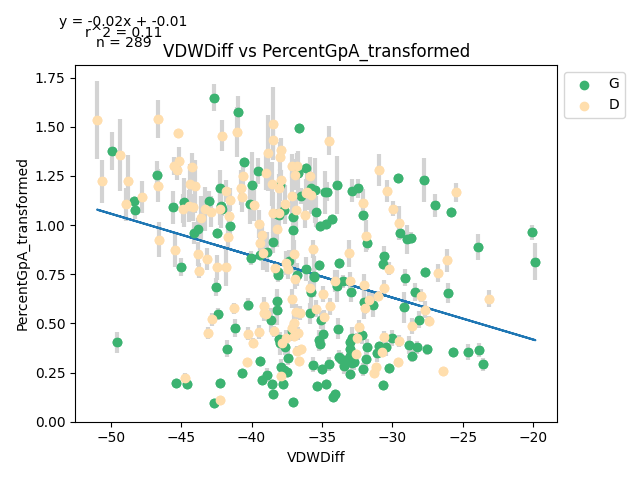 y = -0.02x + -0.01
r^2 = 0.11
n = 289
VDWDiff vs PercentGpA_transformed
G
D
PercentGpA_transformed
1.75
1.50
1.25
1.00
0.75
0.50
0.25
0.00
−50 −45 −40 −35 −30 −25 −20
VDWDiff